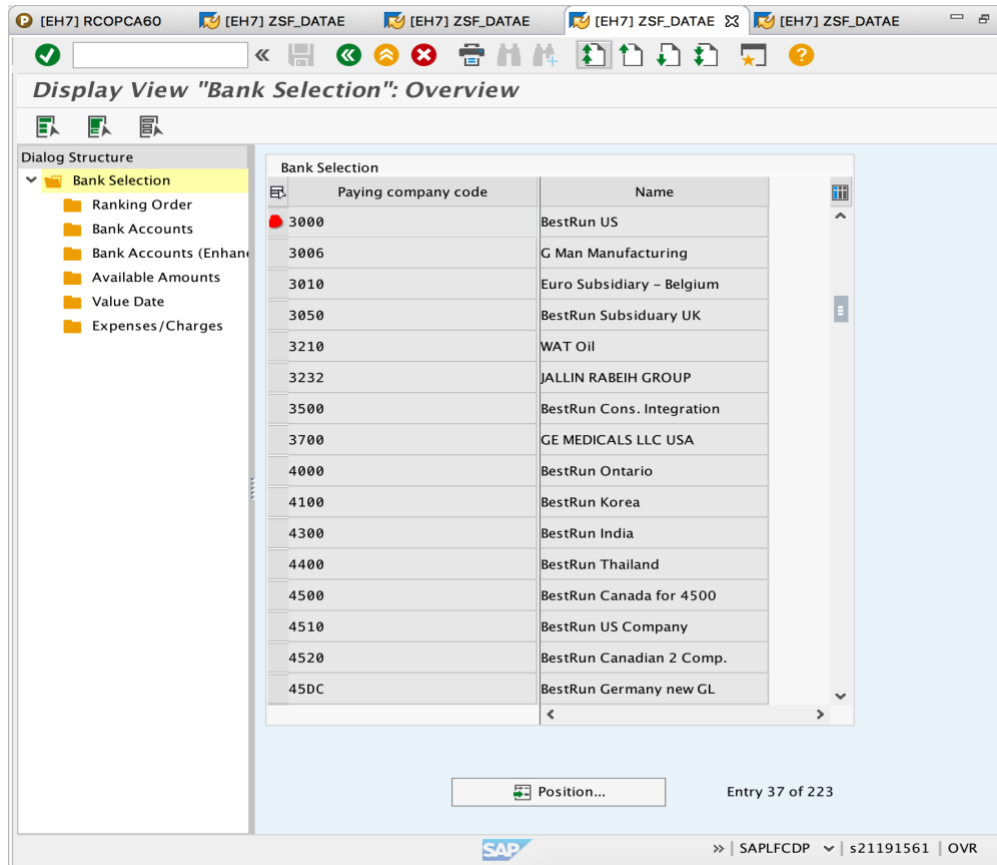 [EH7] RCOPCA60 [EH7] ZSF_DATAE [EH7] ZSF_DATAE [EH7] ZSF_DATAE [EH7] ZSF_DATAE
Display View "Bank Selection": Overview
Dialog Structure
Bank Selection
Ranking Order
Bank Accounts
Bank Accounts (Enhan
Available Amounts
Value Date
Expenses/Charges
Bank Selection
Paying company code Name
3000 BestRun US
3006 G Man Manufacturing
3010 Euro Subsidiary – Belgium
3050 BestRun Subsiduary UK
3210 WAT Oil
3232 JALLIN RABEIH GROUP
3500 BestRun Cons. Integration
3700 GE MEDICALS LLC USA
4000 BestRun Ontario
4100 BestRun Korea
4300 BestRun India
4400 BestRun Thailand
4500 BestRun Canada for 4500
4510 BestRun US Company
4520 BestRun Canadian 2 Comp.
45DC BestRun Germany new GL
Position... Entry 37 of 223
SAP » | SAPLFCDP | s21191561 | OVR